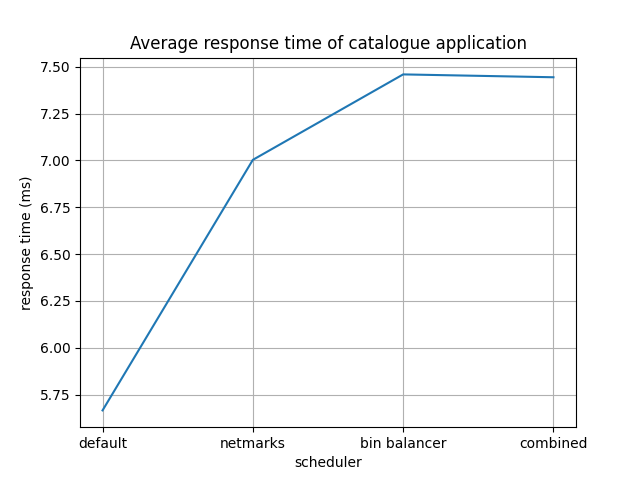 Average response time of catalogue application
7.50
7.25
7.00
6.75
6.50
6.25
6.00
5.75
response time (ms)
default netmarks bin balancer combined
scheduler